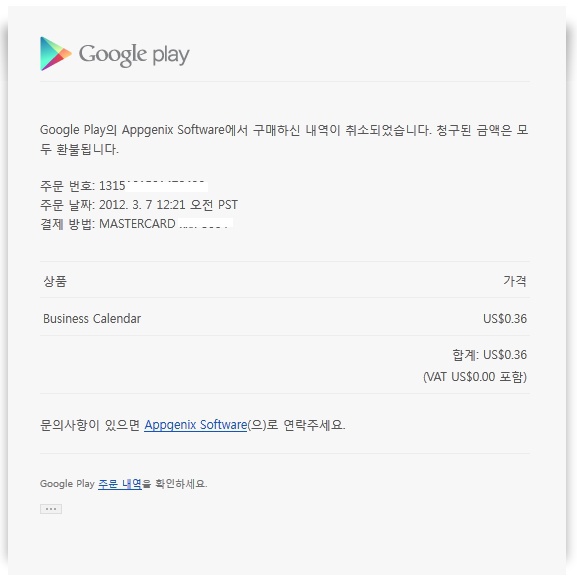 Google play
Google Play의 Appgenix Software에서 구매하신 내역이 취소되었습니다. 청구된 금액은 모
두 환불됩니다.
주문 번호: 1315
주문 날짜: 2012. 3. 7 12:21 오전 PST
결제 방법: MASTERCARD
상품 가격
Business Calendar US$0.36
합계: US$0.36
(VAT US$0.00 포함)
문의사항이 있으면 Appgenix Software(으)로 연락주세요.
Google Play 주문 내역을 확인하세요.